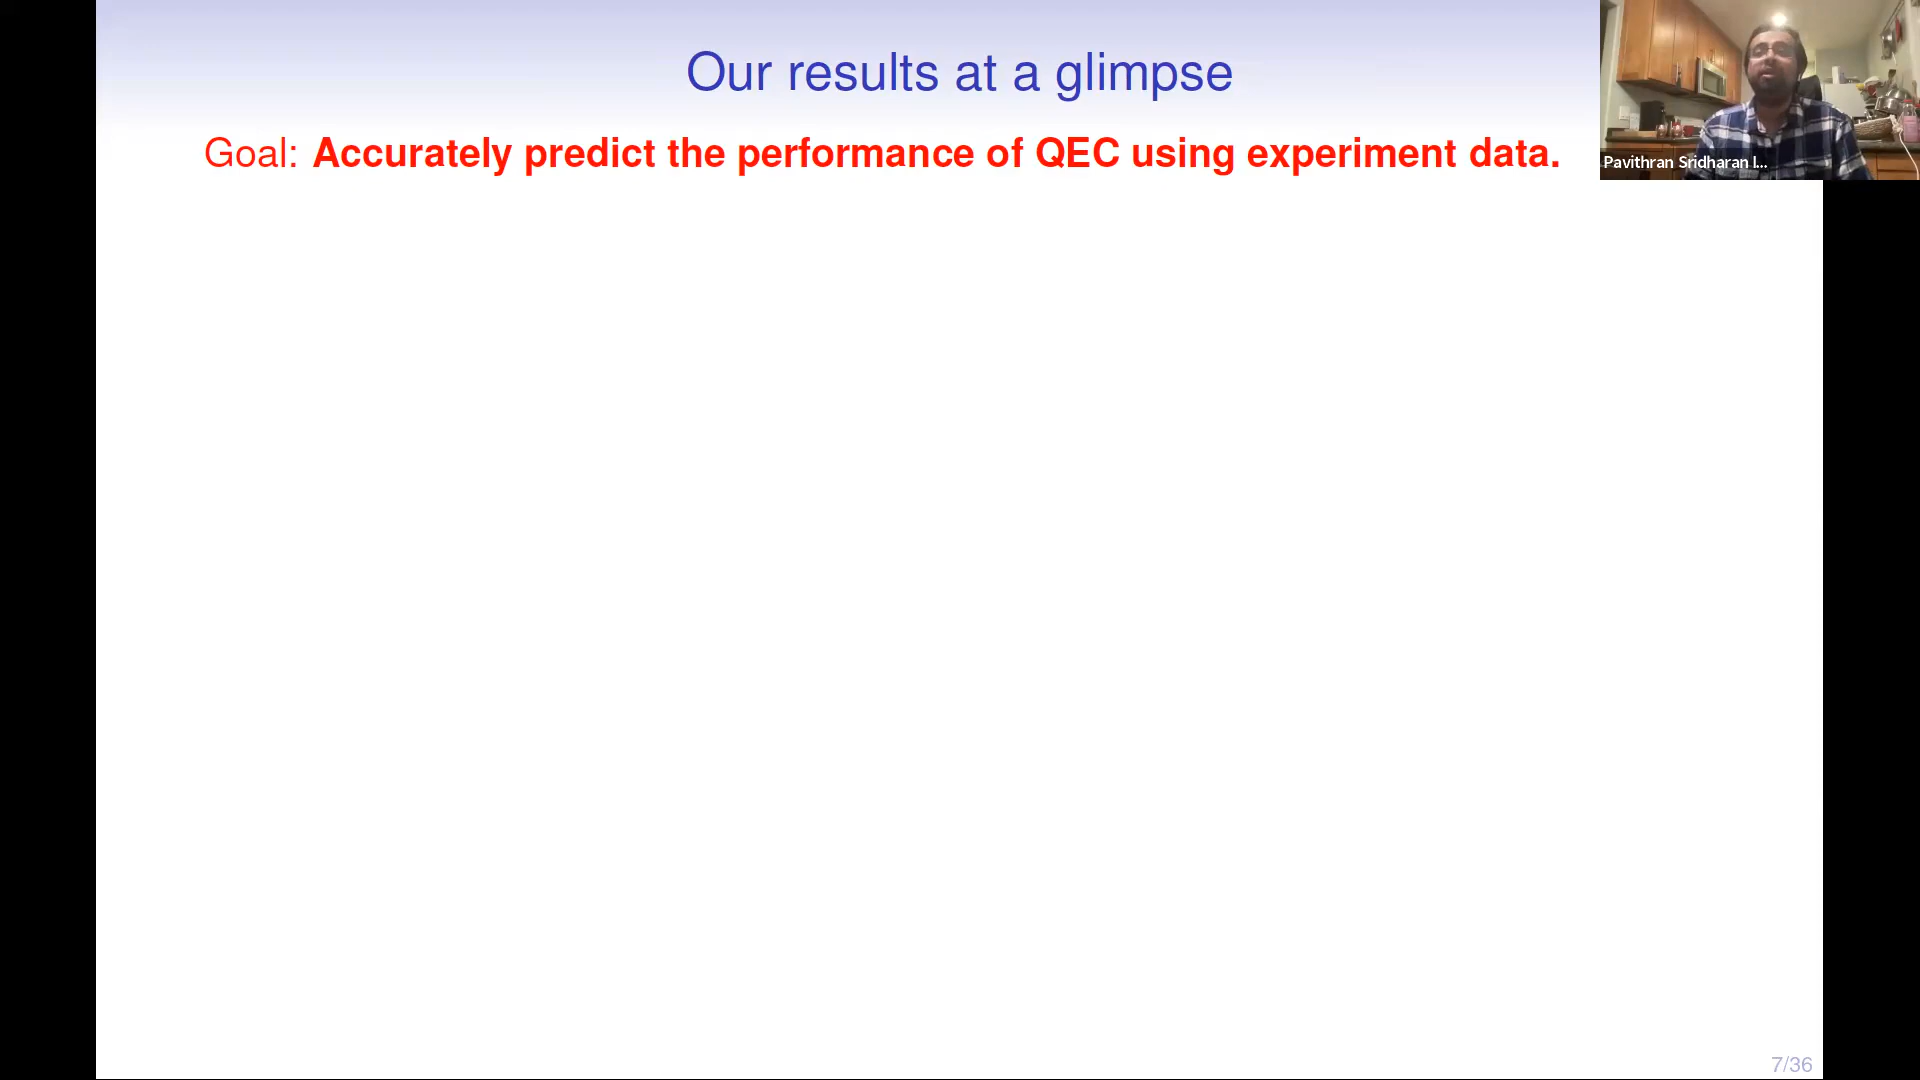 Our results at a glimpse
Goal: Accurately predict the performance of QEC using experiment data.
Pavithran Sridharan I...
7/36